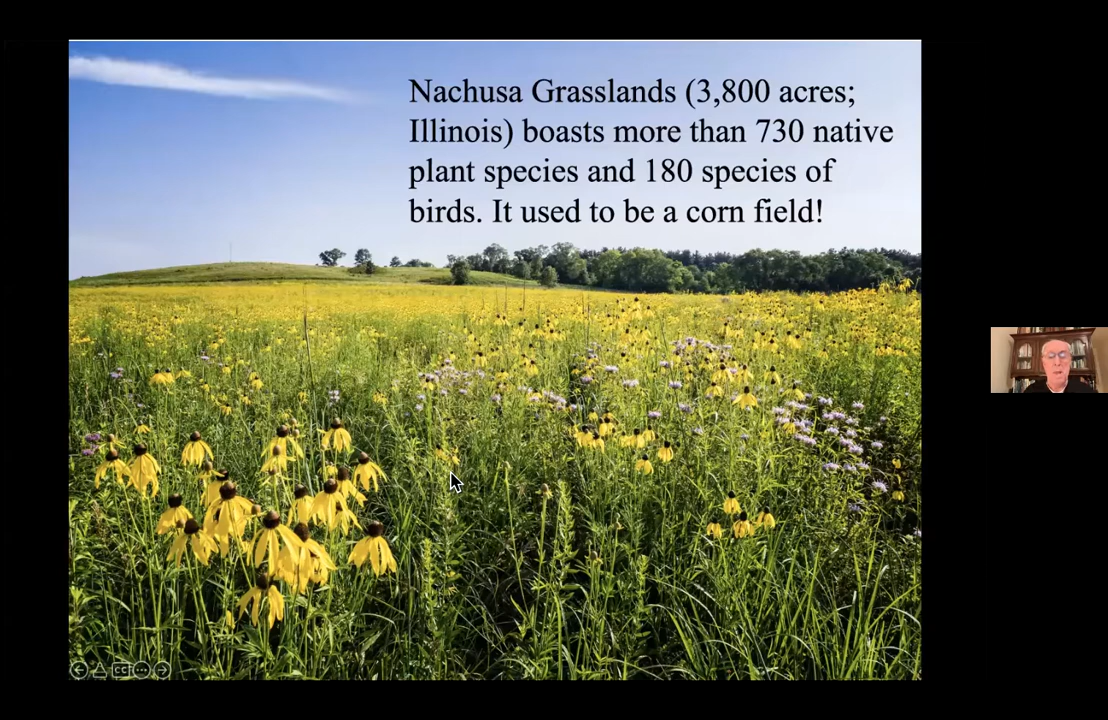 Nachusa Grasslands (3,800 acres;
Illinois) boasts more than 730 native
plant species and 180 species of
birds. It used to be a corn field!
CC